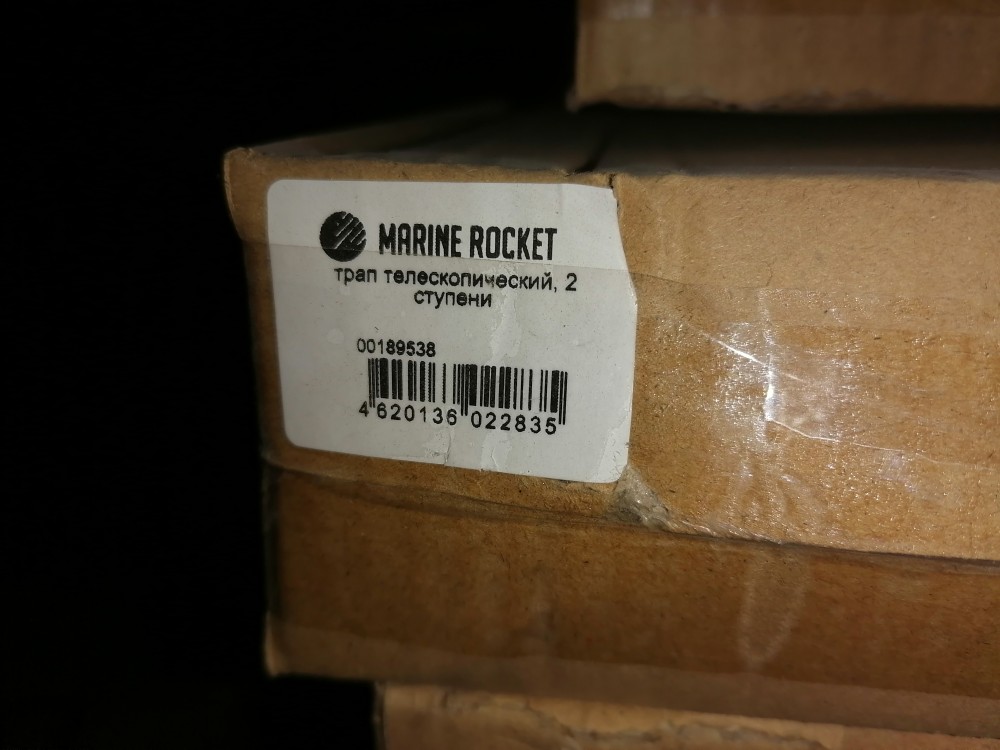 MARINE ROCKET
трап телескопический, 2
ступени
00189538
4 620136 022835